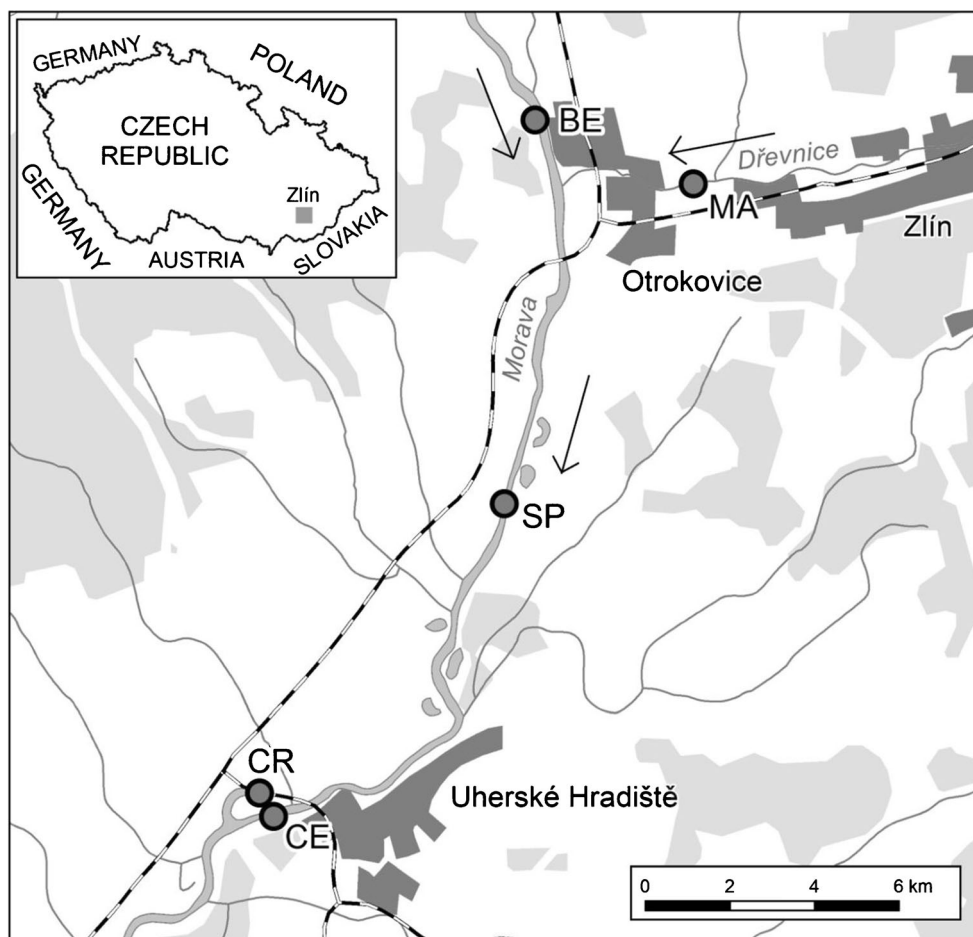 GERMANY
POLAND
CZECH
REPUBLIC
Zlín
GERMANY
AUSTRIA
SLOVAKIA
BE
Dřevnice
MA
Zlín
Otrokovice
Morava
SP
CR
CE
Uherské Hradiště
0 2 4 6 km